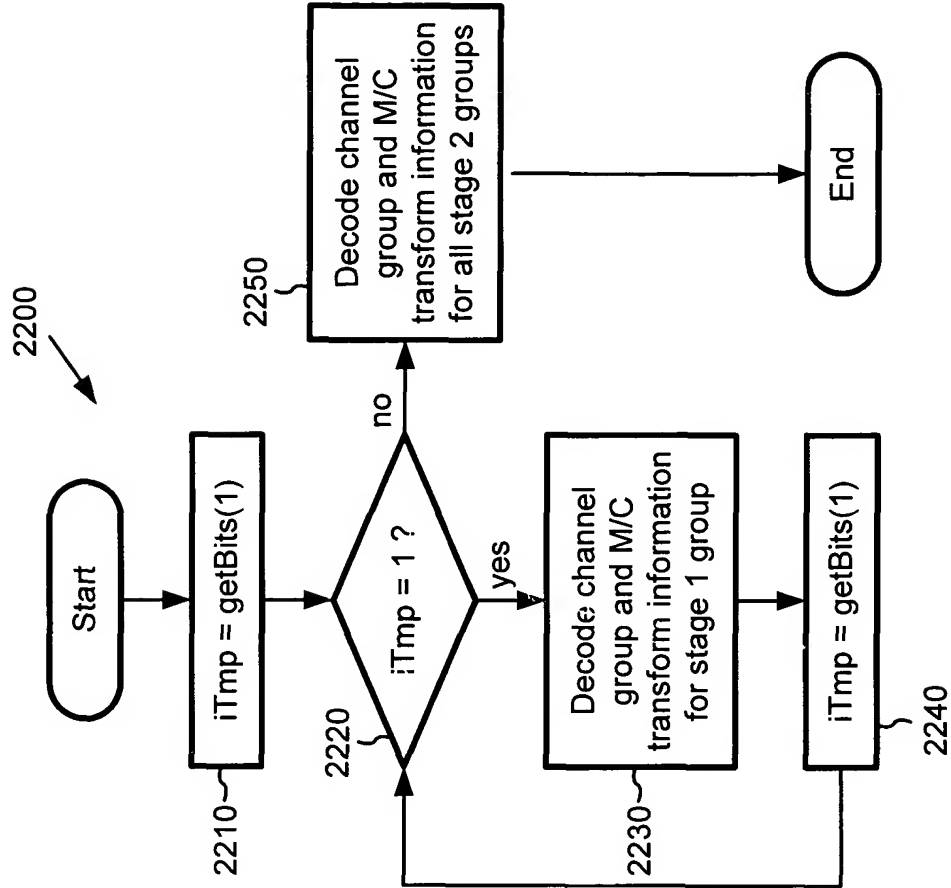 2200
Start
2210
iTmp = getBits(1)
2220
iTmp = 1 ?
no
yes
2250
Decode channel
group and M/C
transform information
for all stage 2 groups
2230
Decode channel
group and M/C
transform information
for stage 1 group
2240
iTmp = getBits(1)
End